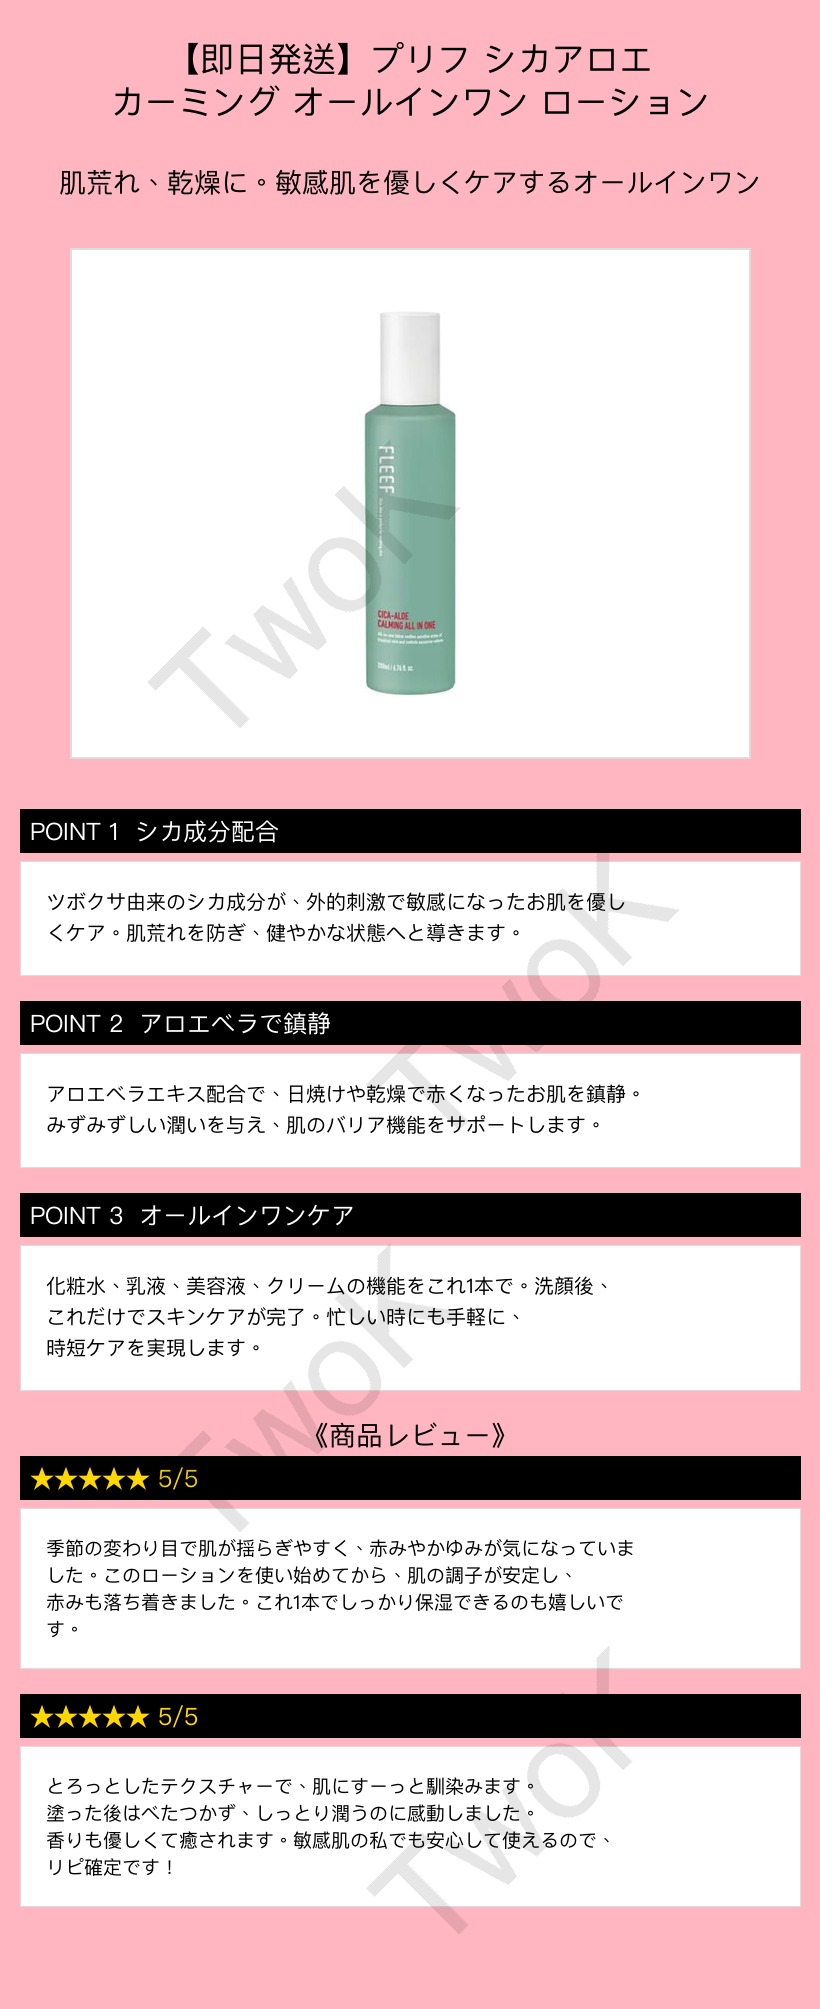 【即日発送】プリフ シカアロエ
カーミング オールインワン ローション
肌荒れ、乾燥に。敏感肌を優しくケアするオールインワン
FLEEF
CICA-ALOE
CALMING ALL IN ONE
TwoK
POINT 1 シカ成分配合
ツボクサ由来のシカ成分が、外的刺激で敏感になったお肌を優し
くケア。肌荒れを防ぎ、健やかな状態へと導きます。
TwoK
POINT 2 アロエベラで鎮静
アロエベラエキス配合で、日焼けや乾燥で赤くなったお肌を鎮静。
みずみずしい潤いを与え、肌のバリア機能をサポートします。
POINT 3 オールインワンケア
化粧水、乳液、美容液、クリームの機能をこれ1本で。洗顔後、
これだけでスキンケアが完了。忙しい時にも手軽に、
時短ケアを実現します。
TwoK
《商品レビュー》
★★★★★ 5/5
季節の変わり目で肌が揺らぎやすく、赤みやかゆみが気になっていま
した。このローションを使い始めてから、肌の調子が安定し、
赤みも落ち着きました。これ1本でしっかり保湿できるのも嬉しいで
す。
★★★★★ 5/5
とろっとしたテクスチャーで、肌にすーっと馴染みます。
塗った後はべたつかず、しっとり潤うのに感動しました。
香りも優しくて癒されます。敏感肌の私でも安心して使えるので、
リピ確定です！
TwoK